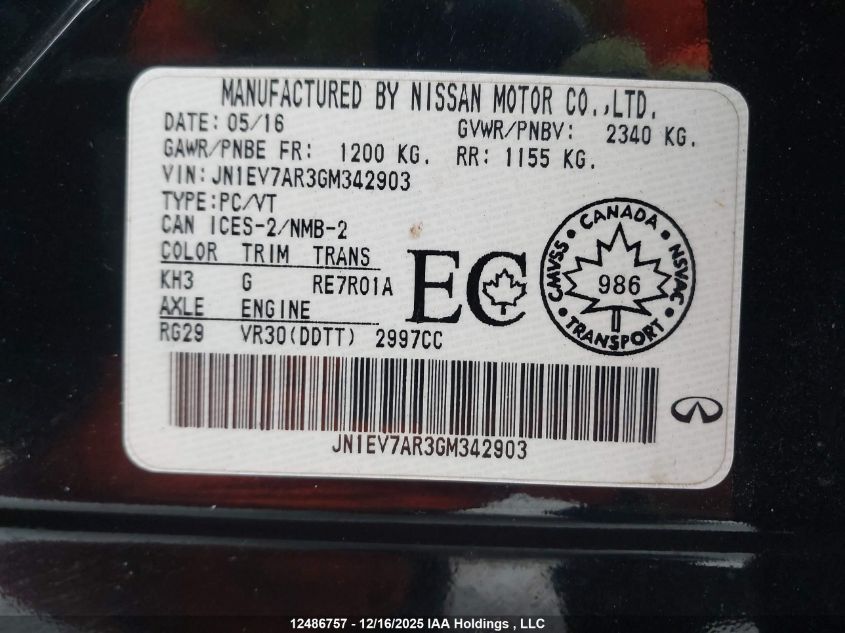 MANUFACTURED BY NISSAN MOTOR CO.,LTD.
DATE: 05/16 GVWR/PNBV: 2340 KG.
GAWR/PNBE FR: 1200 KG. RR: 1155 KG.
VIN: JN1EV7AR3GM342903
TYPE:PC/VT
CAN ICES-2/NMB-2
COLOR TRIM TRANS
KH3 G RE7R01A
AXLE ENGINE
RG29 VR30(DDTT) 2997CC
EC
CANADA
CMVSS
986
NSVAC
TRANSPORT
JN1EV7AR3GM342903
12486757 - 12/16/2025 IAA Holdings , LLC